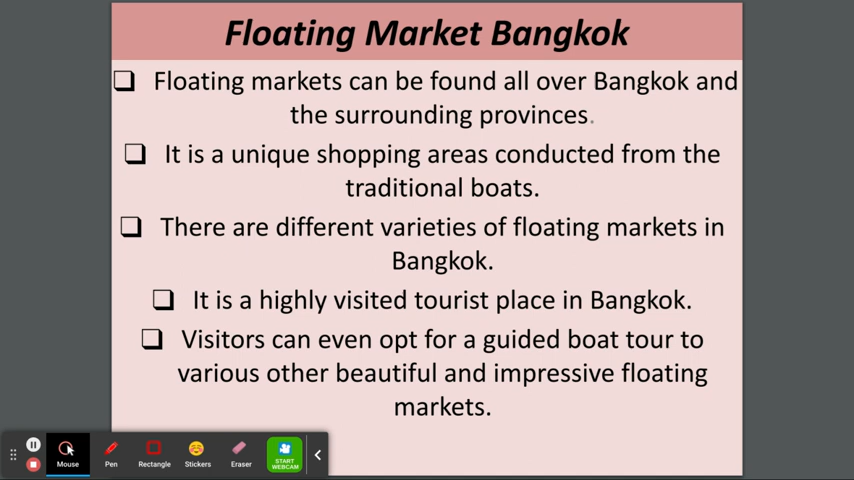 Floating Market Bangkok
❑ Floating markets can be found all over Bangkok and
the surrounding provinces.
❑ It is a unique shopping areas conducted from the
traditional boats.
❑ There are different varieties of floating markets in
Bangkok.
❑ It is a highly visited tourist place in Bangkok.
❑ Visitors can even opt for a guided boat tour to
various other beautiful and impressive floating
markets.
Mouse Pen Rectangle Stickers Eraser START
WEBCAM